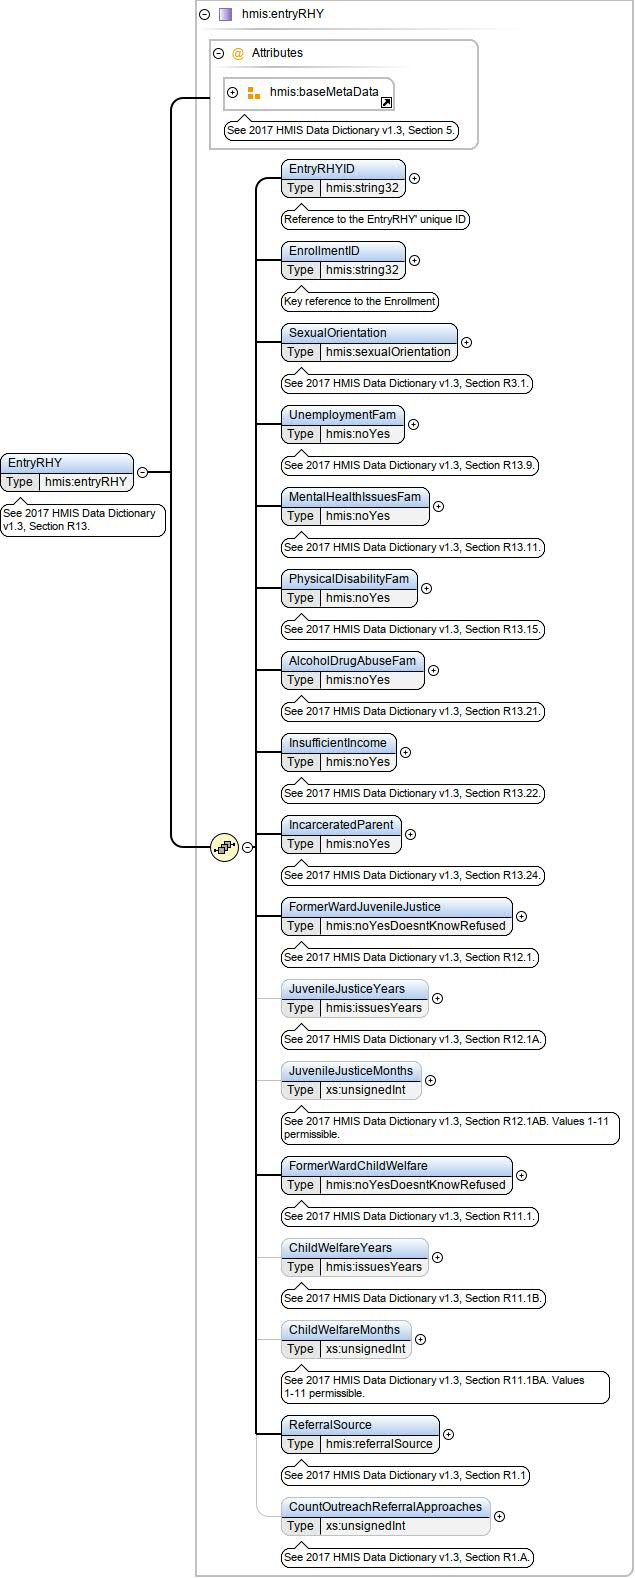 hmis:entryRHY
@ Attributes
hmis:baseMetaData
See 2017 HMIS Data Dictionary v1.3, Section 5.
EntryRHYID
Type hmis:string32
Reference to the EntryRHY' unique ID
EnrollmentID
Type hmis:string32
Key reference to the Enrollment
SexualOrientation
Type hmis:sexualOrientation
See 2017 HMIS Data Dictionary v1.3, Section R3.1.
UnemploymentFam
Type hmis:noYes
See 2017 HMIS Data Dictionary v1.3, Section R13.9.
EntryRHY
Type hmis:entryRHY
See 2017 HMIS Data Dictionary
v1.3, Section R13.
MentalHealthIssuesFam
Type hmis:noYes
See 2017 HMIS Data Dictionary v1.3, Section R13.11.
PhysicalDisabilityFam
Type hmis:noYes
See 2017 HMIS Data Dictionary v1.3, Section R13.15.
AlcoholDrugAbuseFam
Type hmis:noYes
See 2017 HMIS Data Dictionary v1.3, Section R13.21.
InsufficientIncome
Type hmis:noYes
See 2017 HMIS Data Dictionary v1.3, Section R13.22.
IncarceratedParent
Type hmis:noYes
See 2017 HMIS Data Dictionary v1.3, Section R13.24.
FormerWardJuvenileJustice
Type hmis:noYesDoesntKnowRefused
See 2017 HMIS Data Dictionary v1.3, Section R12.1.
JuvenileJusticeYears
Type hmis:issuesYears
See 2017 HMIS Data Dictionary v1.3, Section R12.1A.
JuvenileJusticeMonths
Type xs:unsignedInt
See 2017 HMIS Data Dictionary v1.3, Section R12.1AB. Values 1-11
permissible.
FormerWardChildWelfare
Type hmis:noYesDoesntKnowRefused
See 2017 HMIS Data Dictionary v1.3, Section R11.1.
ChildWelfareYears
Type hmis:issuesYears
See 2017 HMIS Data Dictionary v1.3, Section R11.1B.
ChildWelfareMonths
Type xs:unsignedInt
See 2017 HMIS Data Dictionary v1.3, Section R11.1BA. Values
1-11 permissible.
ReferralSource
Type hmis:referralSource
See 2017 HMIS Data Dictionary v1.3, Section R1.1
CountOutreachReferralApproaches
Type xs:unsignedInt
See 2017 HMIS Data Dictionary v1.3, Section R1.A.